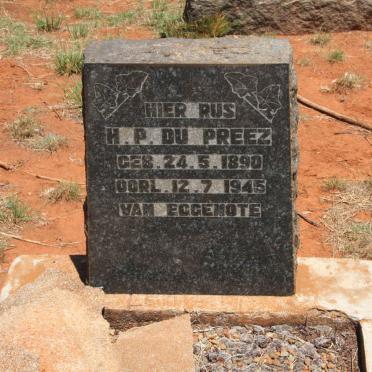 HIER RUS
H. P. DU PREEZ
GEB. 24. 5. 1890
OORL. 12. 7. 1945
VAN EGGENOTE